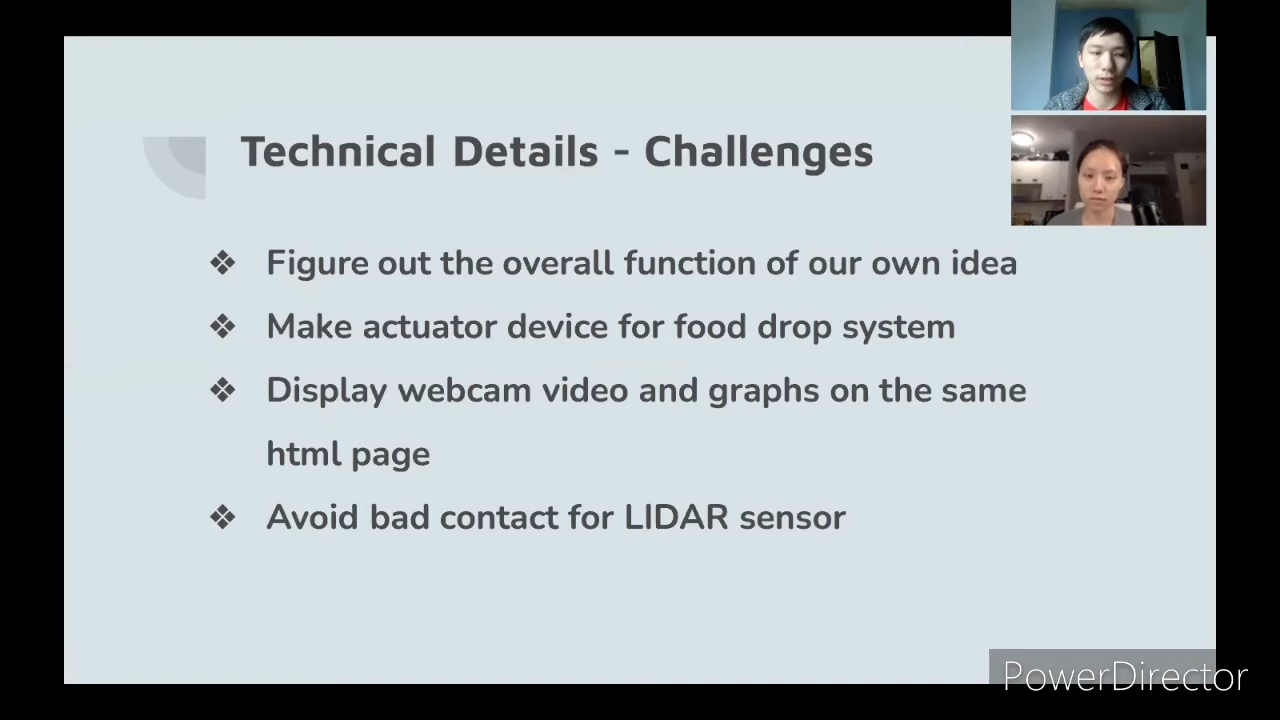 Technical Details - Challenges
❖ Figure out the overall function of our own idea
❖ Make actuator device for food drop system
❖ Display webcam video and graphs on the same
html page
❖ Avoid bad contact for LIDAR sensor
PowerDirector